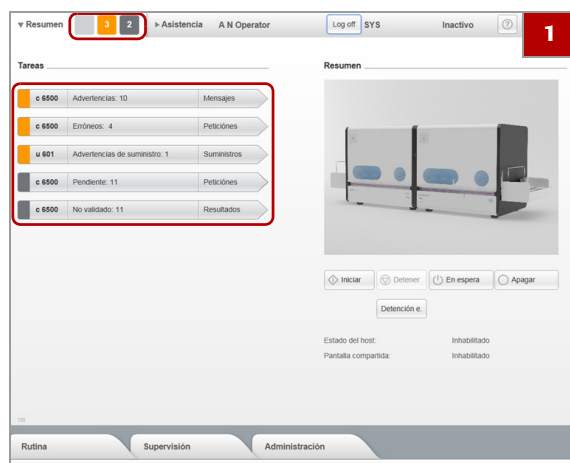 Resumen 3 2 Asistencia A N Operator Log off SYS Inactivo ? 1
Tareas
Resumen
c 6500 Advertencias: 10 Mensajes
c 6500 Erróneos: 4 Peticiónes
u 601 Advertencias de suministro: 1 Suministros
c 6500 Pendiente: 11 Peticiónes
c 6500 No validado: 11 Resultados
Iniciar Detener En espera Apagar
Detención e.
Estado del host: Inhabilitado
Pantalla compartida: Inhabilitado
Rutina Supervisión Administración